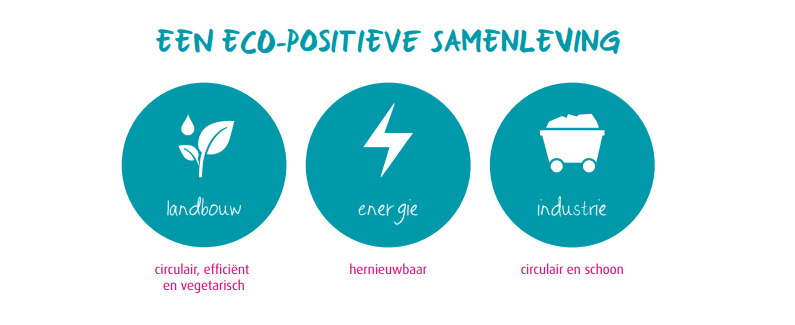 EEN ECO-POSITIEVE SAMENLEVING
landbouw
energie
industrie
circulair, efficiënt
en vegetarisch
hernieuwbaar
circulair en schoon